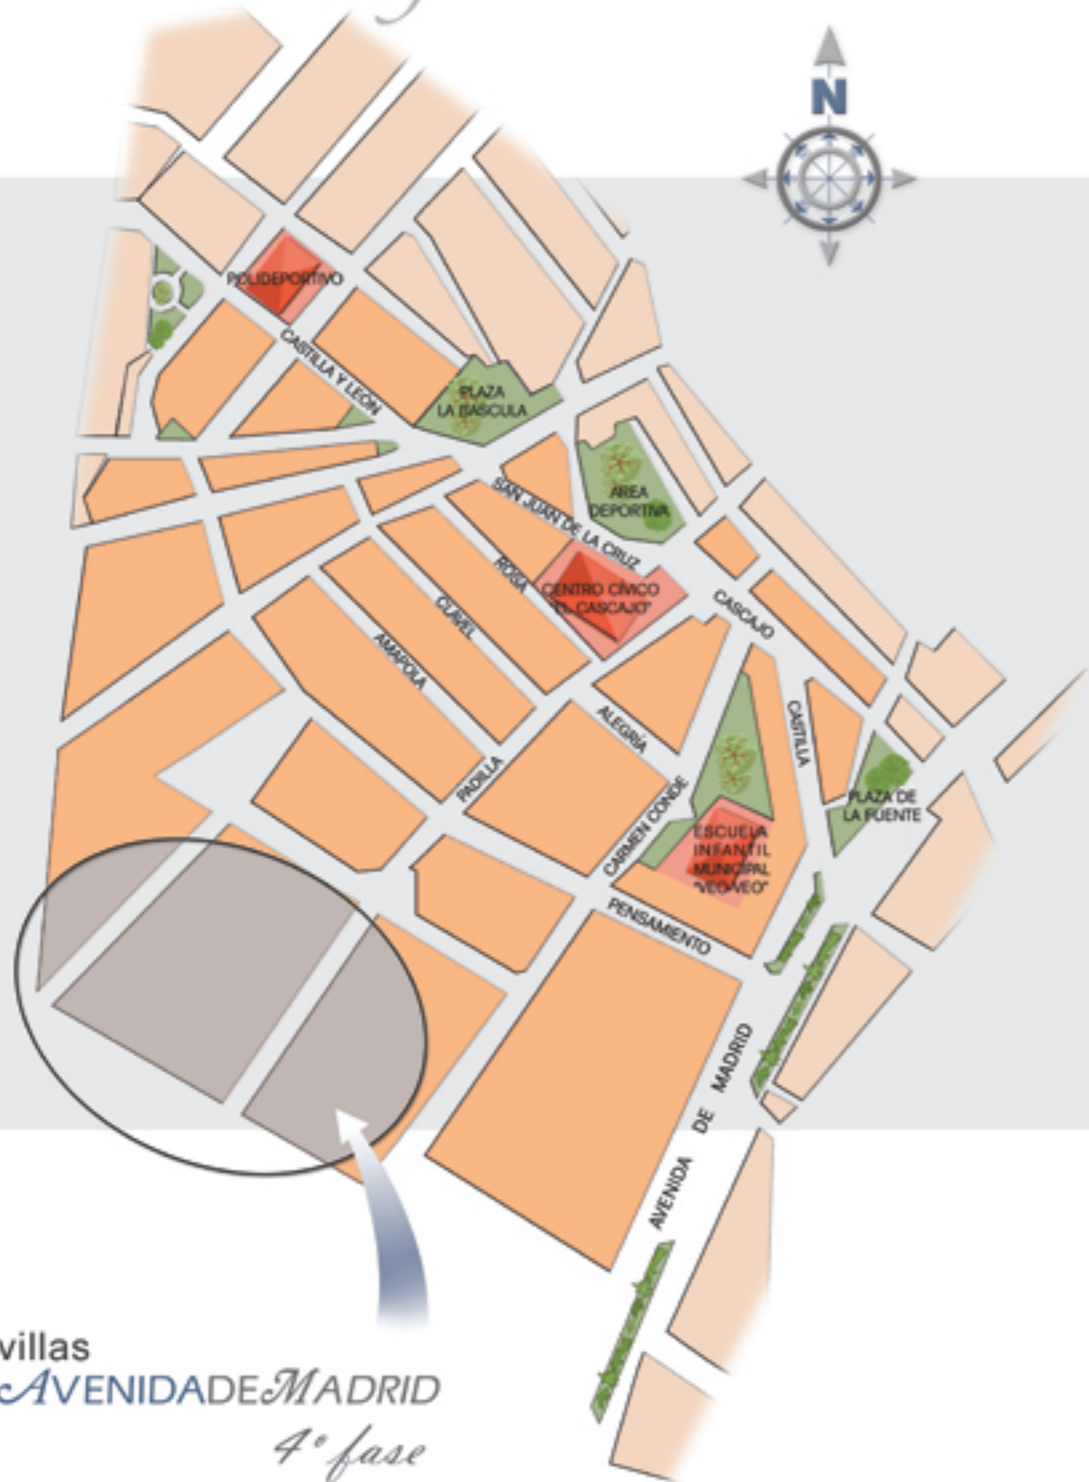 N
POLIDEPORTIVO
CASTILLA Y LEÓN
PLAZA
LA BASCULA
AREA
DEPORTIVA
SAN JUAN DE LA CRUZ
ROSA
CENTRO CÍVICO
"EL CASCAJO"
CASCAJO
CLAVEL
AMAPOLA
ALEGRÍA
CASTILLA
PADILLA
CARMEN CONDE
PLAZA DE
LA FUENTE
ESCUELA
INFANTIL
MUNICIPAL
"VEO-VEO"
PENSAMIENTO
AVENIDA DE MADRID
villas
AVENIDADEMADRID
4ª fase